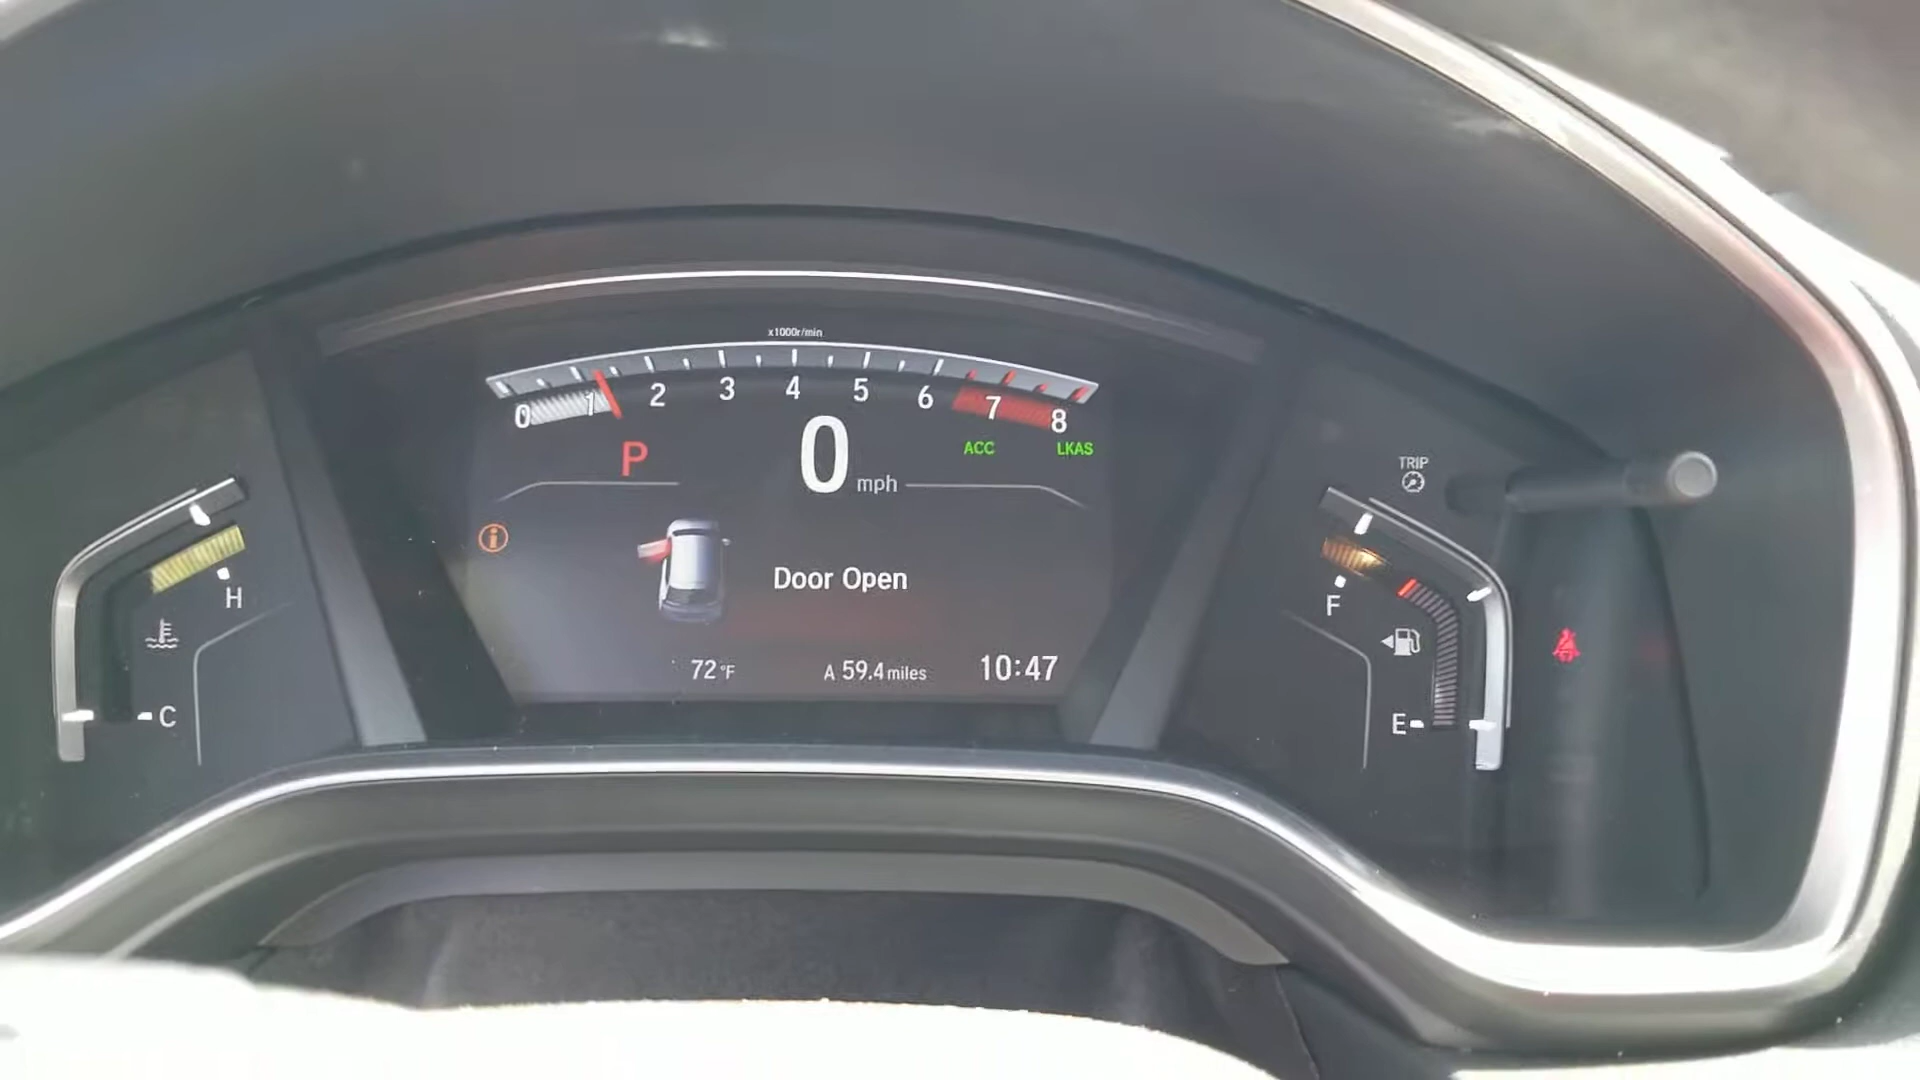 x1000r/min
0 1 2 3 4 5 6 7 8
P 0 mph ACC LKAS
TRIP
i
Door Open
H
F
72°F A 59.4 miles 10:47
C
E